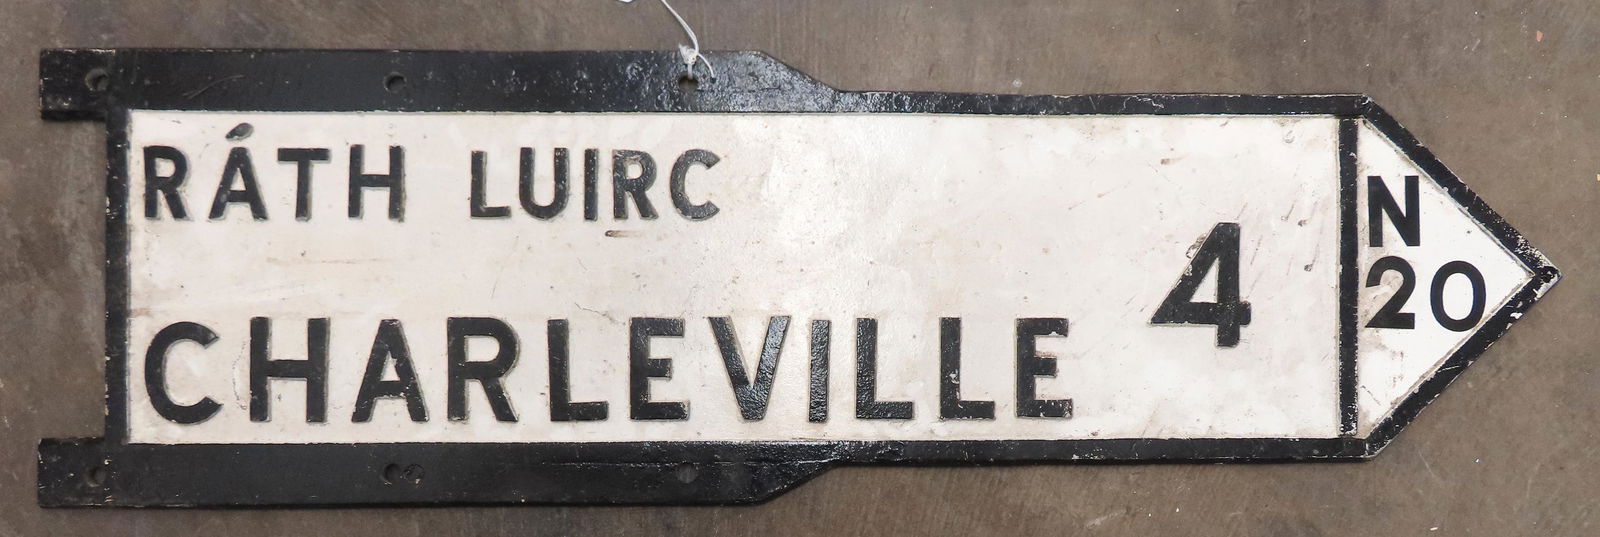 RÁTH LUIRC
CHARLEVILLE 4
N
20